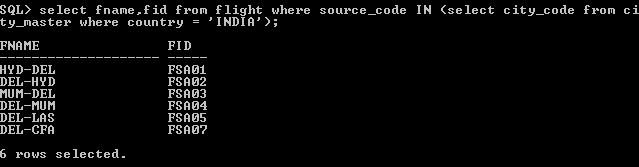 SQL> select fname,fid from flight where source_code IN (select city_code from ci
ty_master where country = 'INDIA');
FNAME                FID
-------------------- -----
HYD-DEL              FSA01
DEL-HYD              FSA02
MUM-DEL              FSA03
DEL-MUM              FSA04
DEL-LAS              FSA05
DEL-CFA              FSA07
6 rows selected.